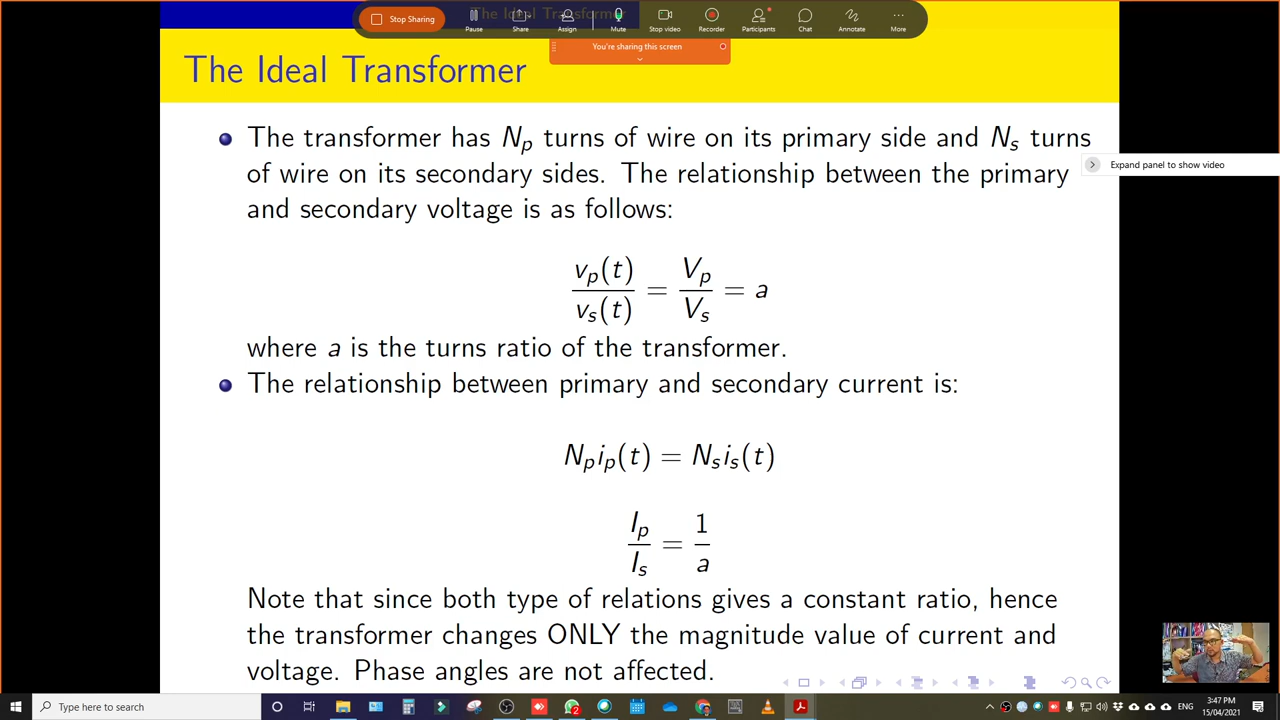 The Ideal Transformer
Stop Sharing
Pause
Share
Assign
Mute
Stop video
Recorder
Participants
Chat
Annotate
More
You're sharing this screen
The Ideal Transformer
The transformer has Np turns of wire on its primary side and Ns turns
of wire on its secondary sides. The relationship between the primary
and secondary voltage is as follows:
Expand panel to show video
vp(t)/vs(t) = Vp/Vs = a
where a is the turns ratio of the transformer.
The relationship between primary and secondary current is:
Npip(t) = Nsis(t)
Ip/Is = 1/a
Note that since both type of relations gives a constant ratio, hence
the transformer changes ONLY the magnitude value of current and
voltage. Phase angles are not affected.
Type here to search
2
ENG
3:47 PM
15/04/2021